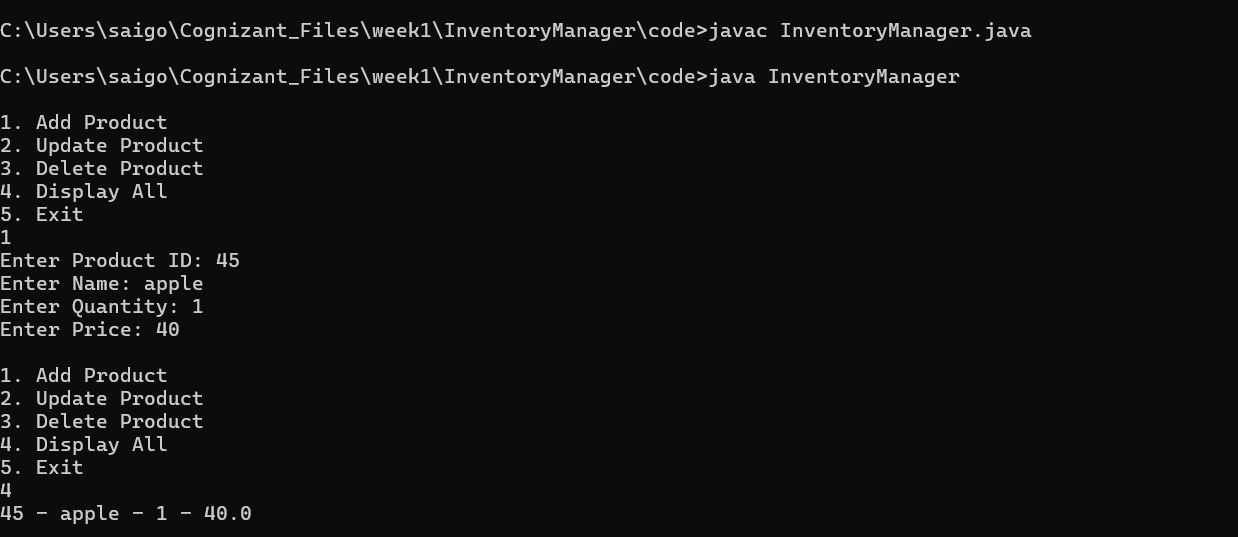 C:\Users\saigo\Cognizant_Files\week1\InventoryManager\code>javac InventoryManager.java
C:\Users\saigo\Cognizant_Files\week1\InventoryManager\code>java InventoryManager
1. Add Product
2. Update Product
3. Delete Product
4. Display All
5. Exit
1
Enter Product ID: 45
Enter Name: apple
Enter Quantity: 1
Enter Price: 40
1. Add Product
2. Update Product
3. Delete Product
4. Display All
5. Exit
4
45 - apple - 1 - 40.0